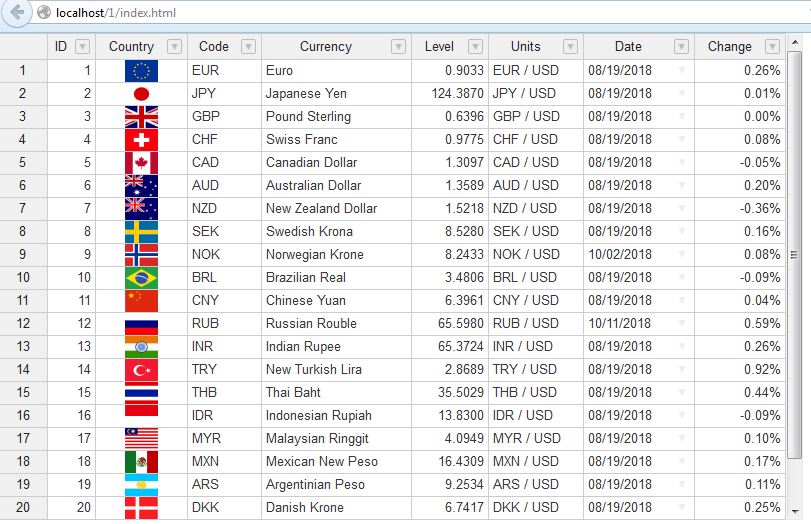 localhost/1/index.html
ID Country Code Currency Level Units Date Change
1 1 EUR Euro 0.9033 EUR / USD 08/19/2018 0.26%
2 2 JPY Japanese Yen 124.3870 JPY / USD 08/19/2018 0.01%
3 3 GBP Pound Sterling 0.6396 GBP / USD 08/19/2018 0.00%
4 4 CHF Swiss Franc 0.9775 CHF / USD 08/19/2018 0.08%
5 5 CAD Canadian Dollar 1.3097 CAD / USD 08/19/2018 -0.05%
6 6 AUD Australian Dollar 1.3589 AUD / USD 08/19/2018 0.20%
7 7 NZD New Zealand Dollar 1.5218 NZD / USD 08/19/2018 -0.36%
8 8 SEK Swedish Krona 8.5280 SEK / USD 08/19/2018 0.16%
9 9 NOK Norwegian Krone 8.2433 NOK / USD 10/02/2018 0.08%
10 10 BRL Brazilian Real 3.4806 BRL / USD 08/19/2018 -0.09%
11 11 CNY Chinese Yuan 6.3961 CNY / USD 08/19/2018 0.04%
12 12 RUB Russian Rouble 65.5980 RUB / USD 10/11/2018 0.59%
13 13 INR Indian Rupee 65.3724 INR / USD 08/19/2018 0.26%
14 14 TRY New Turkish Lira 2.8689 TRY / USD 08/19/2018 0.92%
15 15 THB Thai Baht 35.5029 THB / USD 08/19/2018 0.44%
16 16 IDR Indonesian Rupiah 13.8300 IDR / USD 08/19/2018 -0.09%
17 17 MYR Malaysian Ringgit 4.0949 MYR / USD 08/19/2018 0.10%
18 18 MXN Mexican New Peso 16.4309 MXN / USD 08/19/2018 0.17%
19 19 ARS Argentinian Peso 9.2534 ARS / USD 08/19/2018 0.11%
20 20 DKK Danish Krone 6.7417 DKK / USD 08/19/2018 0.25%